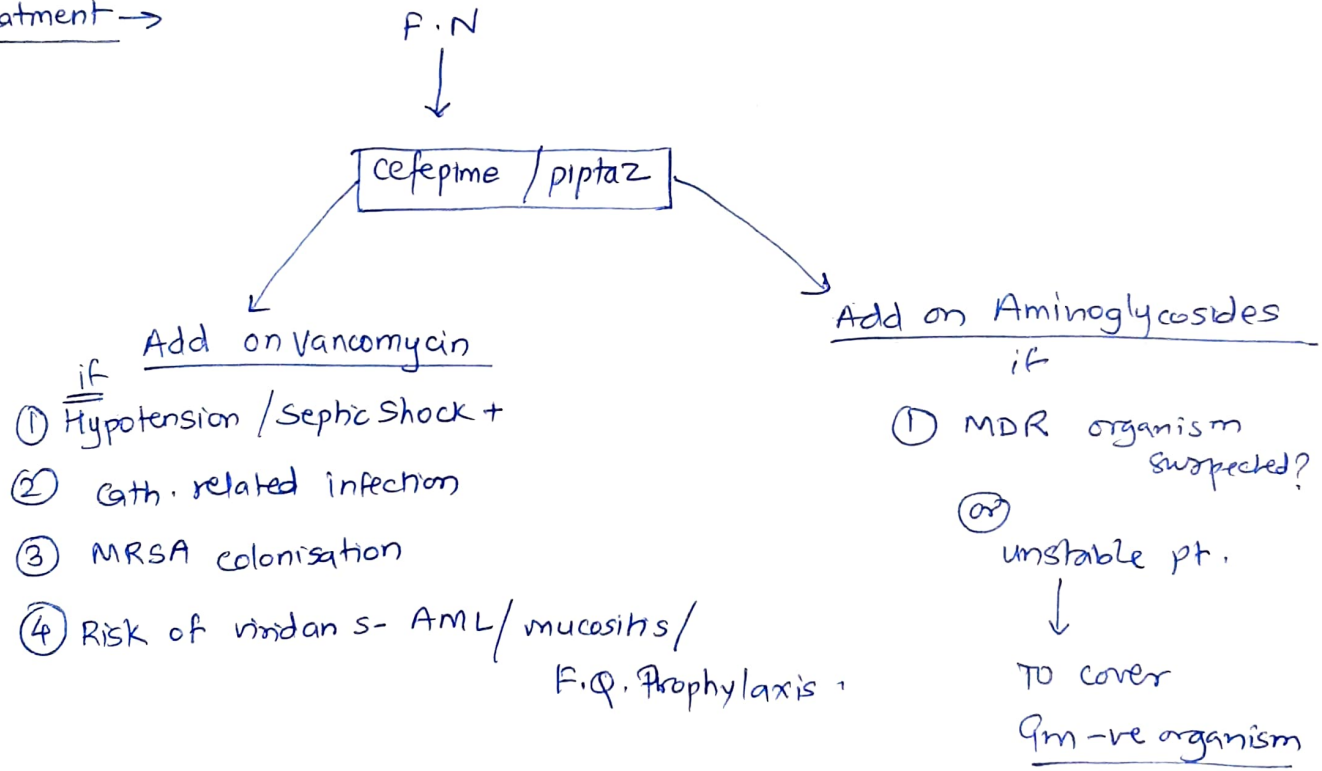 atment →
F.N
cefepime / piptaz
Add on Vancomycin
if
① Hypotension / Septic Shock +
② Cath. related infection
③ MRSA colonisation
④ Risk of viridans - AML / mucositis /
F.Q. Prophylaxis.
Add on Aminoglycosides
if
① MDR organism
suspected?
or
unstable pt.
To cover
Gm -ve organism